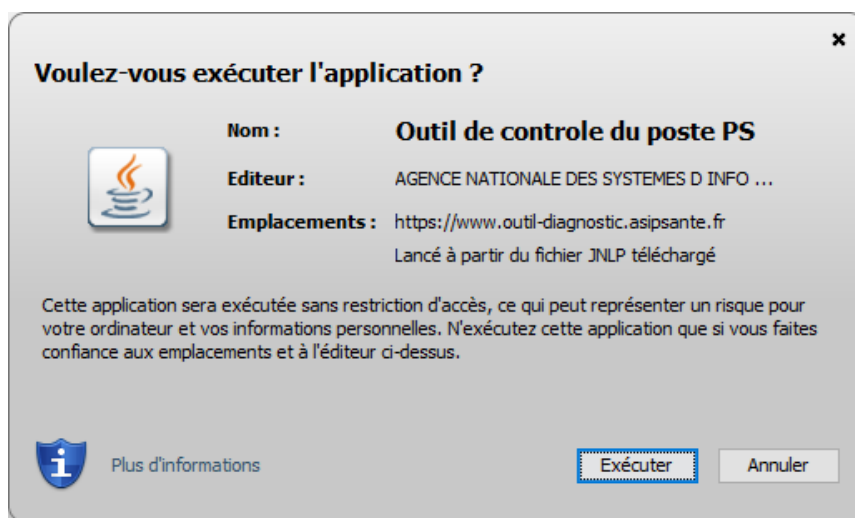 Voulez-vous exécuter l'application ?
Nom : Outil de controle du poste PS
Editeur : AGENCE NATIONALE DES SYSTEMES D INFO ...
Emplacements : https://www.outil-diagnostic.asipsante.fr
Lancé à partir du fichier JNLP téléchargé
Cette application sera exécutée sans restriction d'accès, ce qui peut représenter un risque pour
votre ordinateur et vos informations personnelles. N'exécutez cette application que si vous faites
confiance aux emplacements et à l'éditeur ci-dessus.
Plus d'informations
Exécuter
Annuler